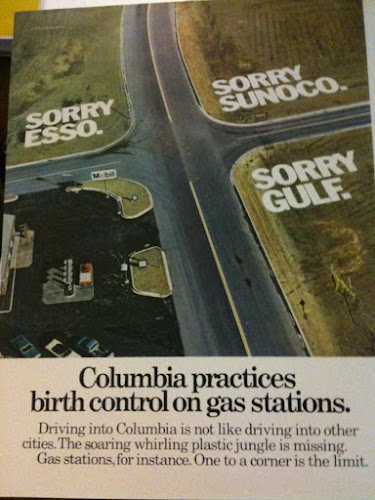 SORRY
ESSO.
SORRY
SUNOCO.
SORRY
GULF.
Mobil
Columbia practices
birth control on gas stations.
Driving into Columbia is not like driving into other
cities. The soaring whirling plastic jungle is missing.
Gas stations, for instance. One to a corner is the limit.